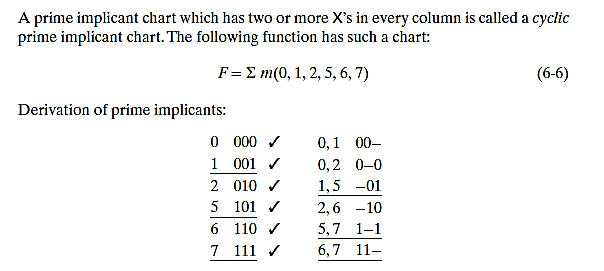 A prime implicant chart which has two or more X's in every column is called a cyclic
prime implicant chart. The following function has such a chart:
F = Σ m(0, 1, 2, 5, 6, 7) (6-6)
Derivation of prime implicants:
0 000 ✓ 0, 1 00–
1 001 ✓ 0, 2 0–0
2 010 ✓ 1, 5 –01
5 101 ✓ 2, 6 –10
6 110 ✓ 5, 7 1–1
7 111 ✓ 6, 7 11–